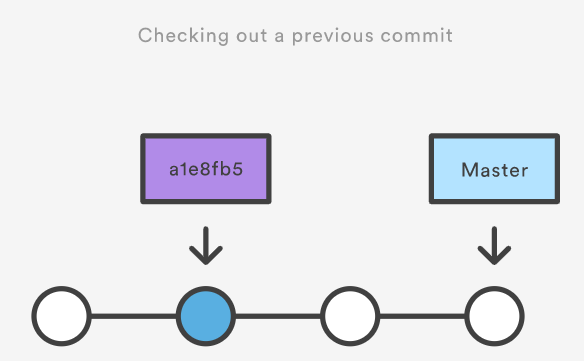 Checking out a previous commit
a1e8fb5
Master